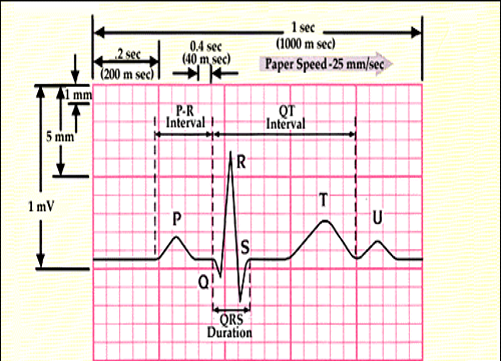 1 sec
(1000 m sec)
.2 sec
(200 m sec)
0.4 sec
(40 m sec)
Paper Speed-25 mm/sec
1 mm
5 mm
1 mV
P-R
Interval
QT
Interval
R
P
T
U
S
Q
QRS
Duration